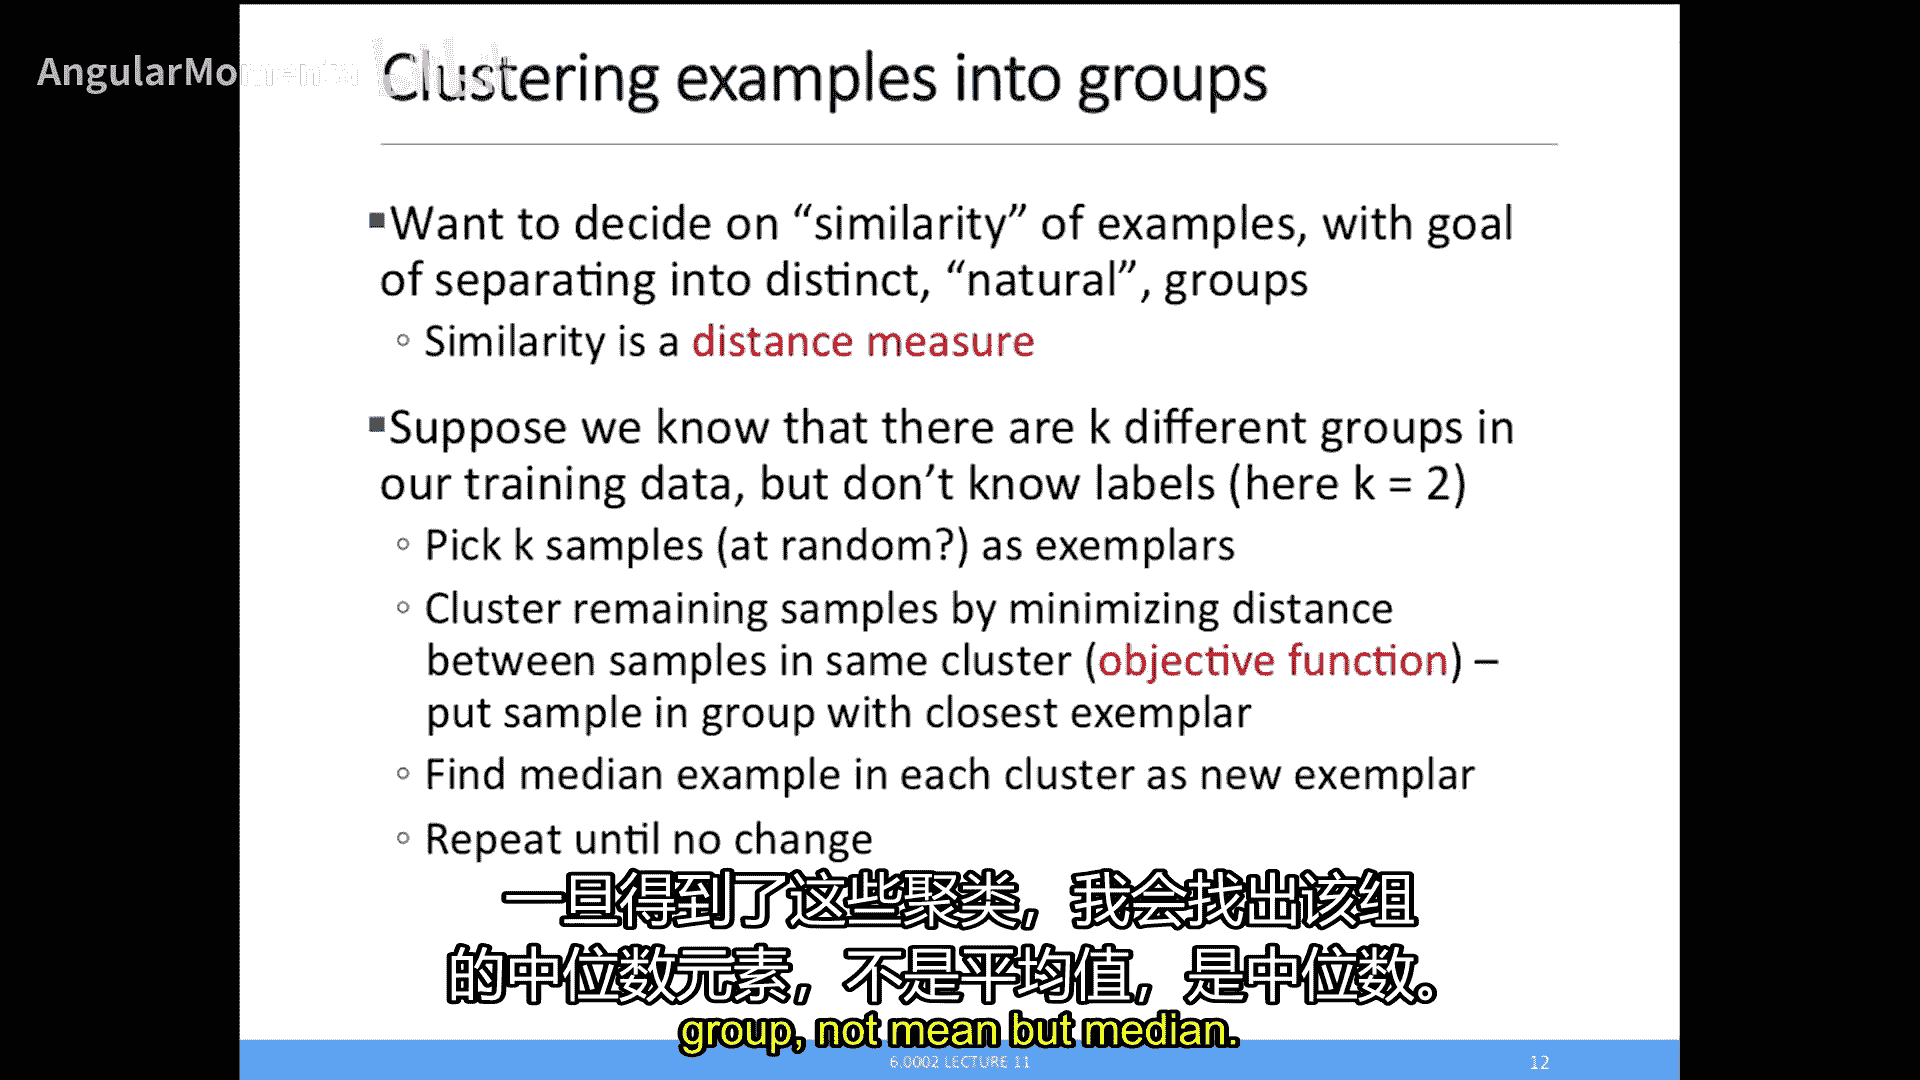 AngularMomenta
Clustering examples into groups
▪Want to decide on “similarity” of examples, with goal
of separating into distinct, “natural”, groups
◦ Similarity is a distance measure
▪Suppose we know that there are k different groups in
our training data, but don’t know labels (here k = 2)
◦ Pick k samples (at random?) as exemplars
◦ Cluster remaining samples by minimizing distance
between samples in same cluster (objective function) –
put sample in group with closest exemplar
◦ Find median example in each cluster as new exemplar
◦ Repeat until no change
一旦得到了这些聚类，我会找出该组
的中位数元素，不是平均值，是中位数。
group, not mean but median.
6.0002 LECTURE 11
12